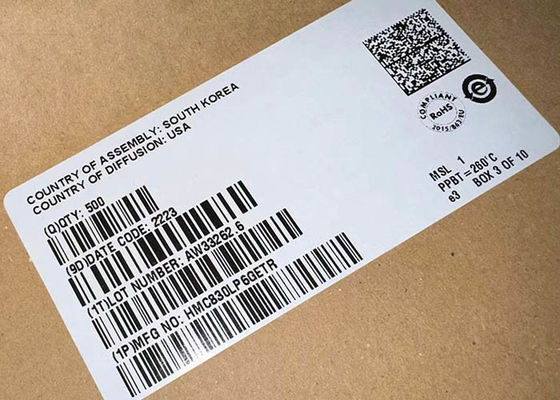 COUNTRY OF ASSEMBLY: SOUTH KOREA
COUNTRY OF DIFFUSION: USA
(Q)QTY: 500
(9D)DATE CODE: 2223
(1T)LOT NUMBER: AW33262.6
(1P)MFG NO: HMC830LP6GETR
COMPLIANT
RoHS
2015/863/EU
e
MSL 1
PPBT = 260°C
e3 BOX 3 OF 10